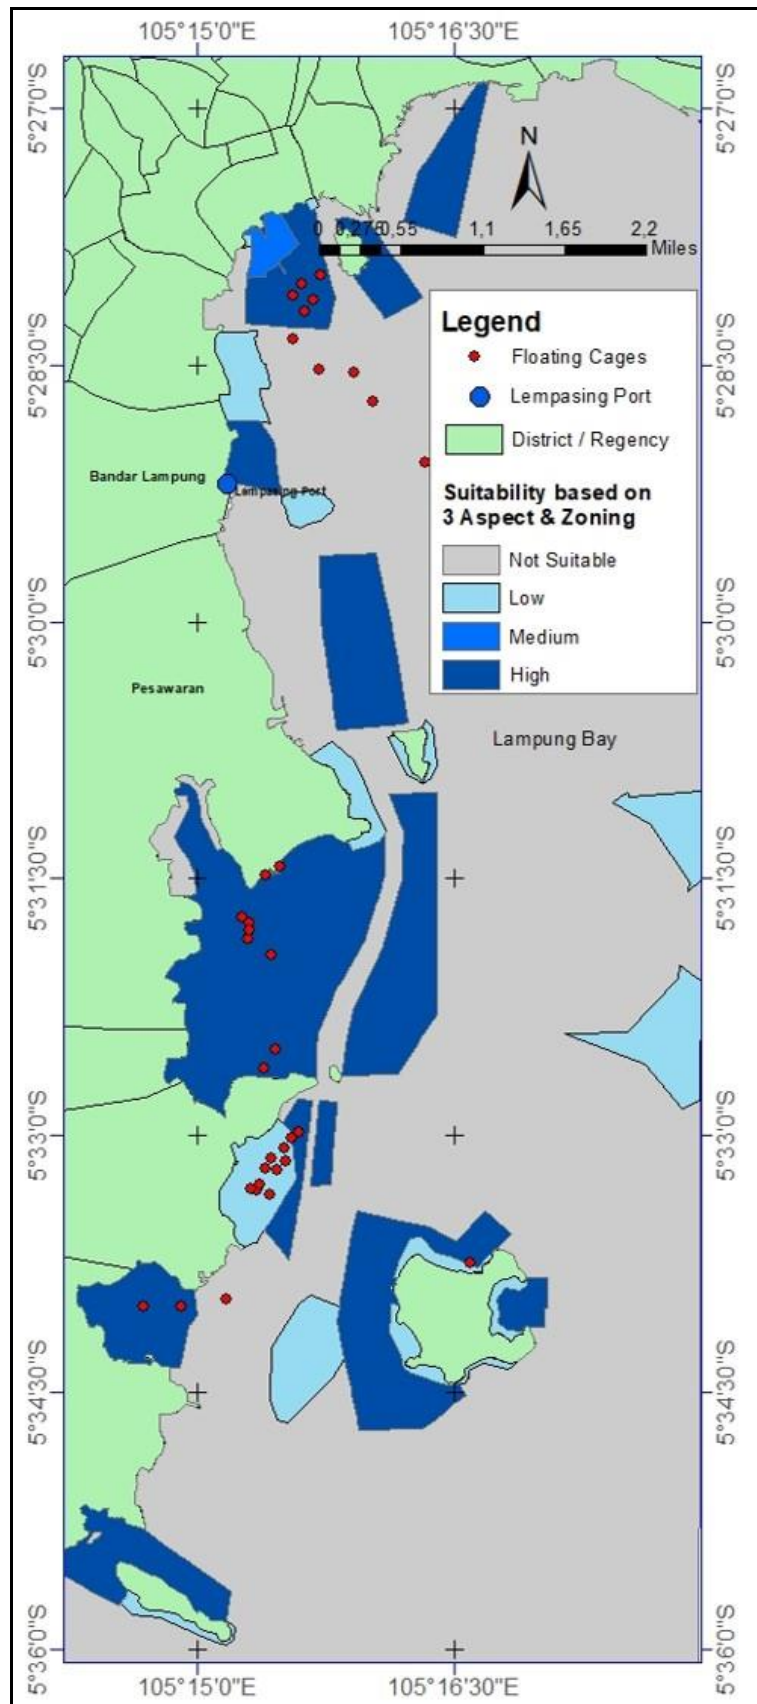 105°15'0"E 105°16'30"E
5°27'0"S 5°27'0"S
N
0 0,275 0,55 1,1 1,65 2,2
Miles
Legend
Floating Cages
5°28'30"S 5°28'30"S
Lempasing Port
District / Regency
Bandar Lampung
Lempasing Port
Suitability based on
3 Aspect & Zoning
Not Suitable
Low
5°30'0"S 5°30'0"S
Medium
High
Pesawaran
Lampung Bay
5°31'30"S 5°31'30"S
5°33'0"S 5°33'0"S
5°34'30"S 5°34'30"S
5°36'0"S 5°36'0"S
105°15'0"E 105°16'30"E